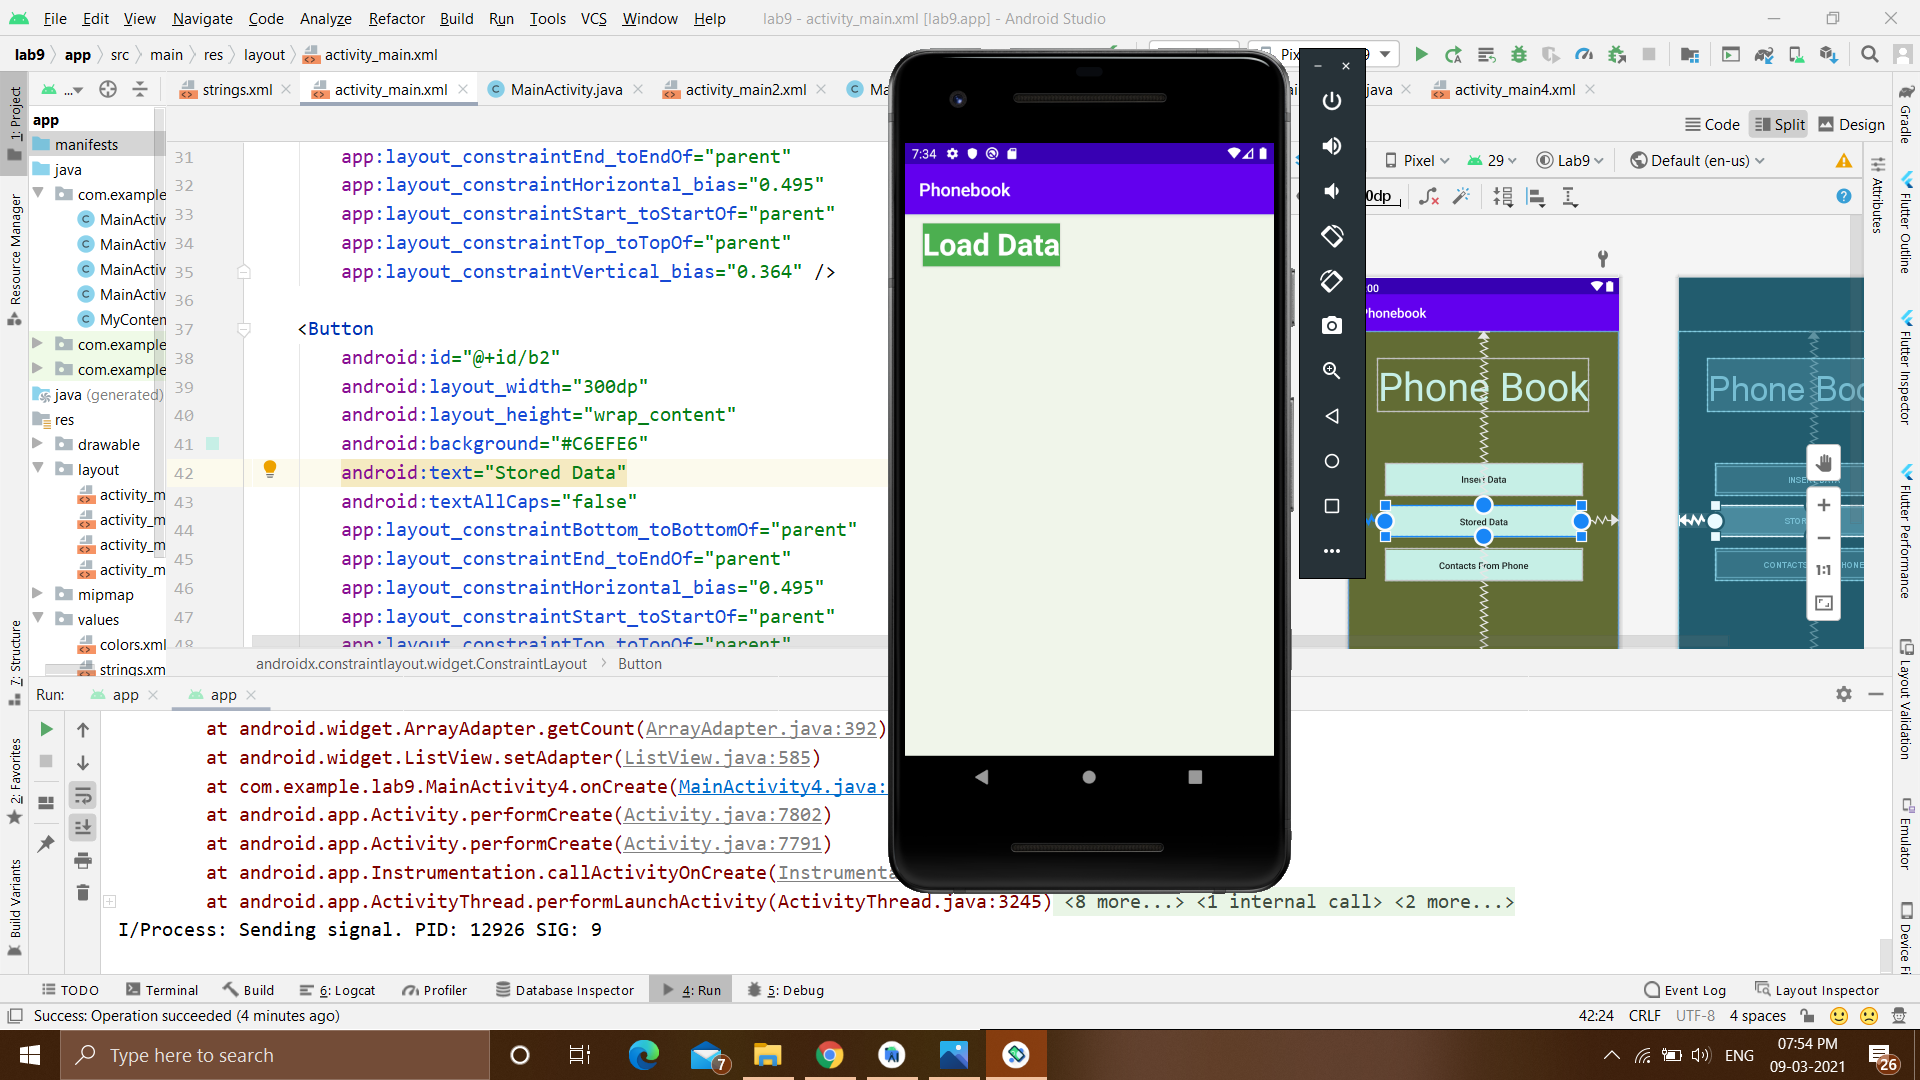 File Edit View Navigate Code Analyze Refactor Build Run Tools VCS Window Help lab9 - activity_main.xml [lab9.app] - Android Studio
lab9 app src main res layout activity_main.xml
strings.xml activity_main.xml MainActivity.java activity_main2.xml activity_main4.xml
Code Split Design
Pixel 29 Lab9 Default (en-us)
app
manifests
java
com.example
MainActiv
MainActiv
MainActiv
MainActiv
MyConten
com.example
com.example
java (generated)
res
drawable
layout
activity_m
activity_m
activity_m
activity_m
mipmap
values
colors.xml
strings.xm
31 app:layout_constraintEnd_toEndOf="parent"
32 app:layout_constraintHorizontal_bias="0.495"
33 app:layout_constraintStart_toStartOf="parent"
34 app:layout_constraintTop_toTopOf="parent"
35 app:layout_constraintVertical_bias="0.364" />
36
37 <Button
38 android:id="@+id/b2"
39 android:layout_width="300dp"
40 android:layout_height="wrap_content"
41 android:background="#C6EFE6"
42 android:text="Stored Data"
43 android:textAllCaps="false"
44 app:layout_constraintBottom_toBottomOf="parent"
45 app:layout_constraintEnd_toEndOf="parent"
46 app:layout_constraintHorizontal_bias="0.495"
47 app:layout_constraintStart_toStartOf="parent"
48 app:layout_constraintTop_toTopOf="parent"
androidx.constraintlayout.widget.ConstraintLayout Button
7:34
Phonebook
Load Data
Phonebook
Phone Book
Insert Data
Stored Data
Contacts From Phone
1:1
1: Project
Resource Manager
7: Structure
2: Favorites
Build Variants
Gradle
Attributes
Flutter Outline
Flutter Inspector
Flutter Performance
Layout Validation
Emulator
Run: app app
at android.widget.ArrayAdapter.getCount(ArrayAdapter.java:392)
at android.widget.ListView.setAdapter(ListView.java:585)
at com.example.lab9.MainActivity4.onCreate(MainActivity4.java:
at android.app.Activity.performCreate(Activity.java:7802)
at android.app.Activity.performCreate(Activity.java:7791)
at android.app.Instrumentation.callActivityOnCreate(Instrumenta
at android.app.ActivityThread.performLaunchActivity(ActivityThread.java:3245) <8 more...> <1 internal call> <2 more...>
I/Process: Sending signal. PID: 12926 SIG: 9
TODO Terminal Build 6: Logcat Profiler Database Inspector 4: Run 5: Debug Event Log Layout Inspector
Success: Operation succeeded (4 minutes ago) 42:24 CRLF UTF-8 4 spaces
Type here to search 7 ENG 07:54 PM
09-03-2021 26